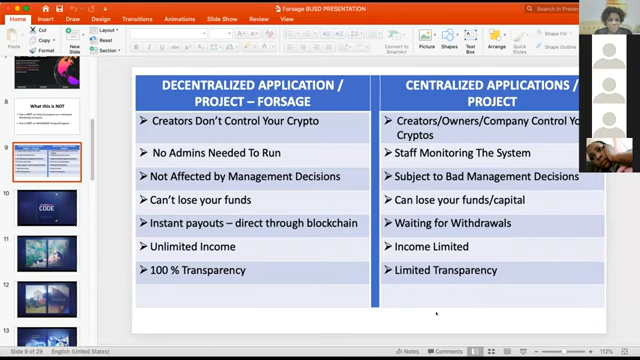 Forsage BUSD PRESENTATION
Search in Presen
Home Insert Draw Design Transitions Animations Slide Show Review View
Paste
Cut
Copy
Format
New Slide
Layout
Reset
Section
Convert to SmartArt
Picture
Shapes
Text Box
Arrange
Quick Styles
Shape Fill
Shape Outline
8
What this is NOT
9
10
CODE
11
12
13
DECENTRALIZED APPLICATION / PROJECT – FORSAGE
CENTRALIZED APPLICATIONS / PROJECT
➢ Creators Don't Control Your Crypto
➢ Creators/Owners/Company Control Yo
Cryptos
➢ No Admins Needed To Run
➢ Staff Monitoring The System
➢ Not Affected by Management Decisions
➢ Subject to Bad Management Decisions
➢ Can't lose your funds
➢ Can lose your funds/capital
➢ Instant payouts – direct through blockchain
➢ Waiting for Withdrawals
➢ Unlimited Income
➢ Income Limited
➢ 100 % Transparency
➢ Limited Transparency
Slide 9 of 29 English (United States)
Notes Comments 112%